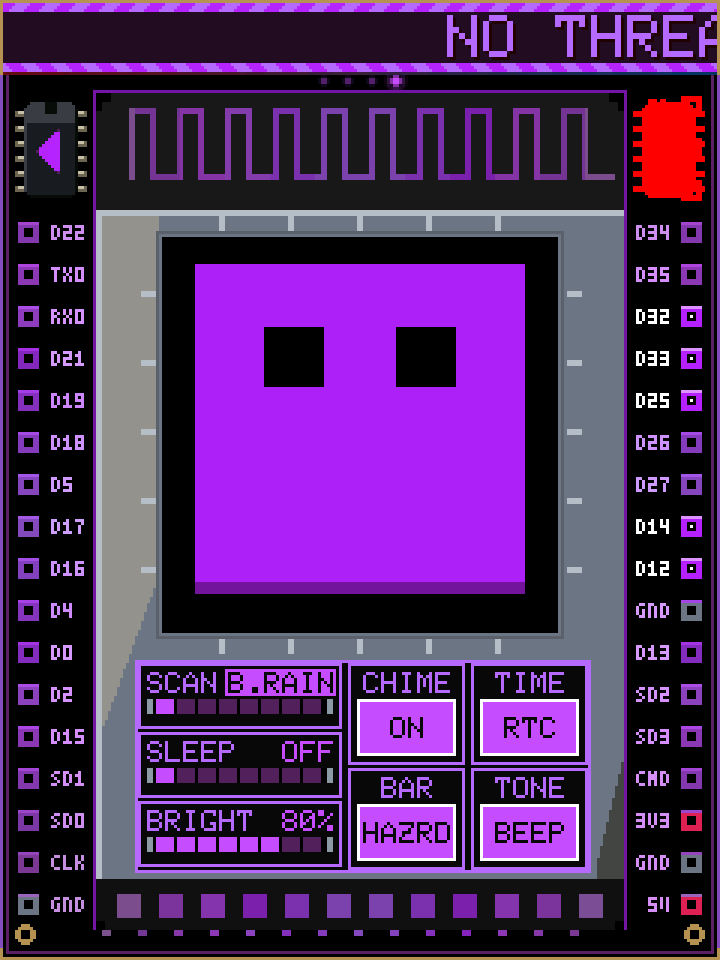 NO THREA
D22
TX0
RX0
D21
D19
D18
D5
D17
D16
D4
D0
D2
D15
SD1
SD0
CLK
GND
D34
D35
D32
D33
D25
D26
D27
D14
D12
GND
D13
SD2
SD3
CMD
3V3
GND
5V
SCAN B.RAIN
SLEEP OFF
BRIGHT 80%
CHIME
ON
TIME
RTC
BAR
HAZRD
TONE
BEEP